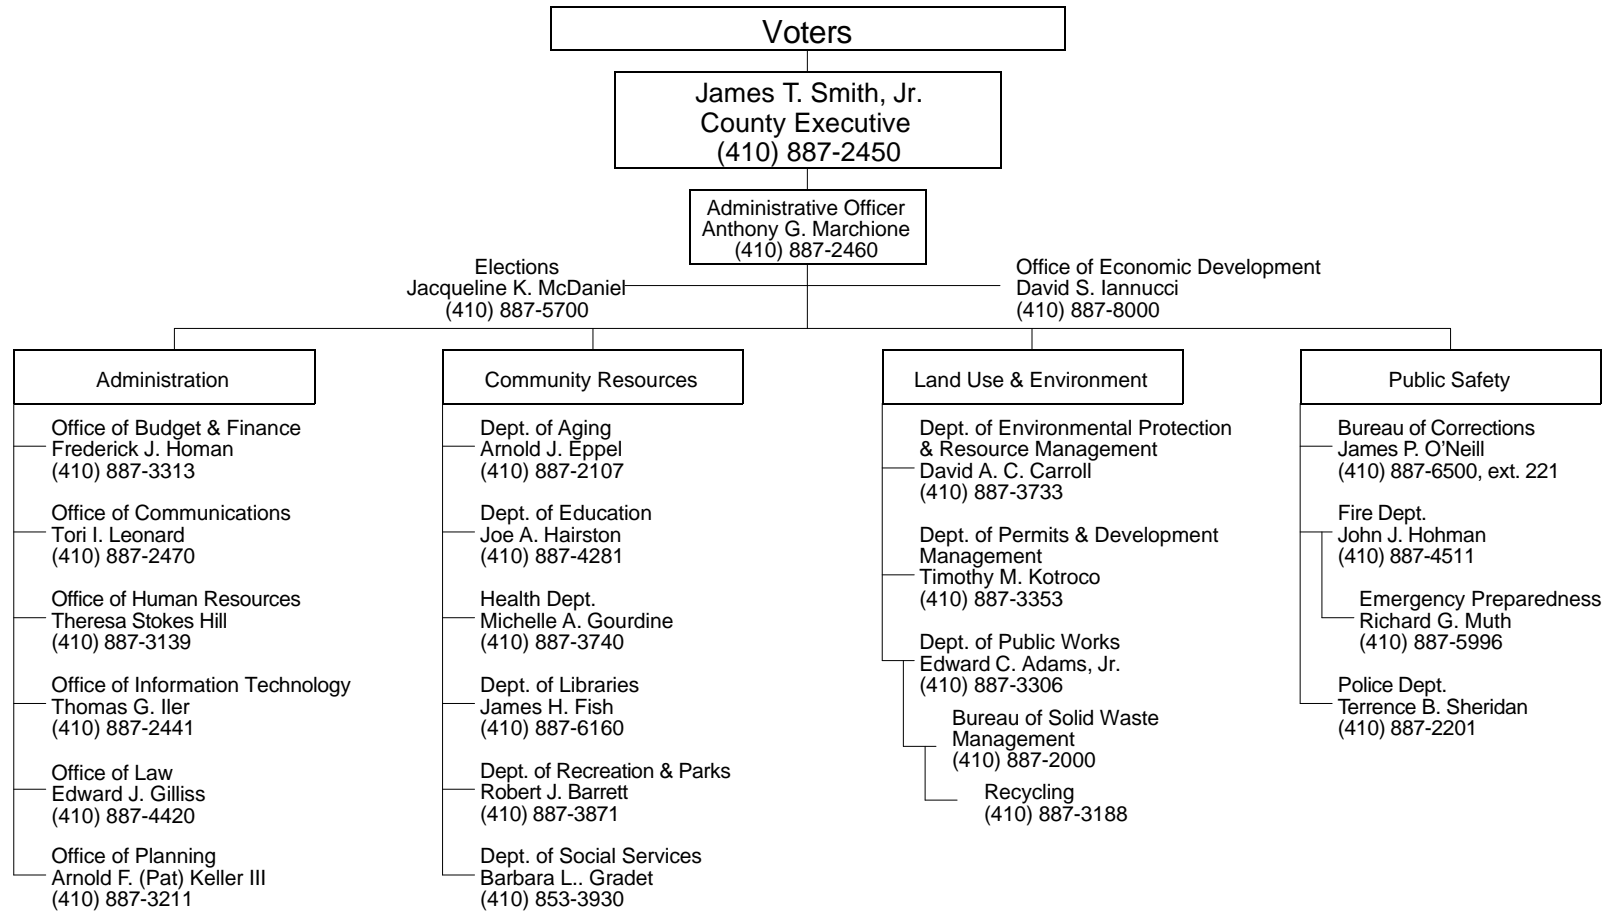 Voters
James T. Smith, Jr.
County Executive
(410) 887-2450
Administrative Officer
Anthony G. Marchione
(410) 887-2460
Elections
Jacqueline K. McDaniel
(410) 887-5700
Office of Economic Development
David S. Iannucci
(410) 887-8000
Administration
Office of Budget & Finance
Frederick J. Homan
(410) 887-3313
Office of Communications
Tori I. Leonard
(410) 887-2470
Office of Human Resources
Theresa Stokes Hill
(410) 887-3139
Office of Information Technology
Thomas G. Iler
(410) 887-2441
Office of Law
Edward J. Gilliss
(410) 887-4420
Office of Planning
Arnold F. (Pat) Keller III
(410) 887-3211
Community Resources
Dept. of Aging
Arnold J. Eppel
(410) 887-2107
Dept. of Education
Joe A. Hairston
(410) 887-4281
Health Dept.
Michelle A. Gourdine
(410) 887-3740
Dept. of Libraries
James H. Fish
(410) 887-6160
Dept. of Recreation & Parks
Robert J. Barrett
(410) 887-3871
Dept. of Social Services
Barbara L.. Gradet
(410) 853-3930
Land Use & Environment
Dept. of Environmental Protection
& Resource Management
David A. C. Carroll
(410) 887-3733
Dept. of Permits & Development
Management
Timothy M. Kotroco
(410) 887-3353
Dept. of Public Works
Edward C. Adams, Jr.
(410) 887-3306
Bureau of Solid Waste
Management
(410) 887-2000
Recycling
(410) 887-3188
Public Safety
Bureau of Corrections
James P. O'Neill
(410) 887-6500, ext. 221
Fire Dept.
John J. Hohman
(410) 887-4511
Emergency Preparedness
Richard G. Muth
(410) 887-5996
Police Dept.
Terrence B. Sheridan
(410) 887-2201